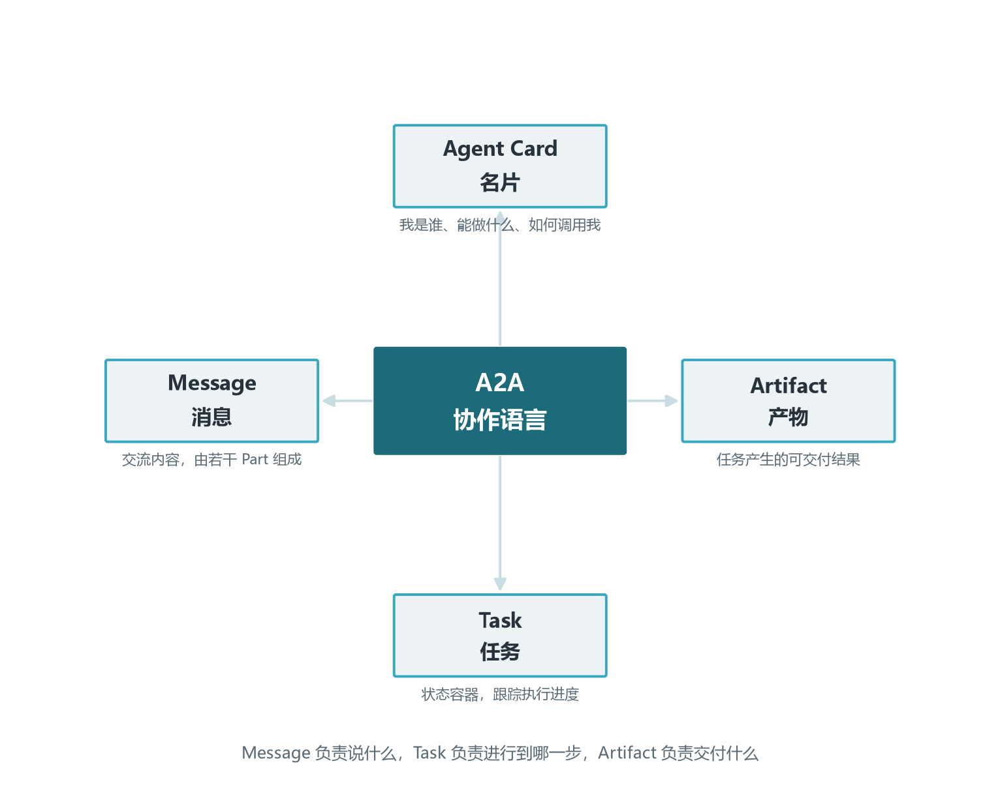 Agent Card
名片
我是谁、能做什么、如何调用我
Message
消息
交流内容，由若干 Part 组成
A2A
协作语言
Artifact
产物
任务产生的可交付结果
Task
任务
状态容器，跟踪执行进度
Message 负责说什么，Task 负责进行到哪一步，Artifact 负责交付什么